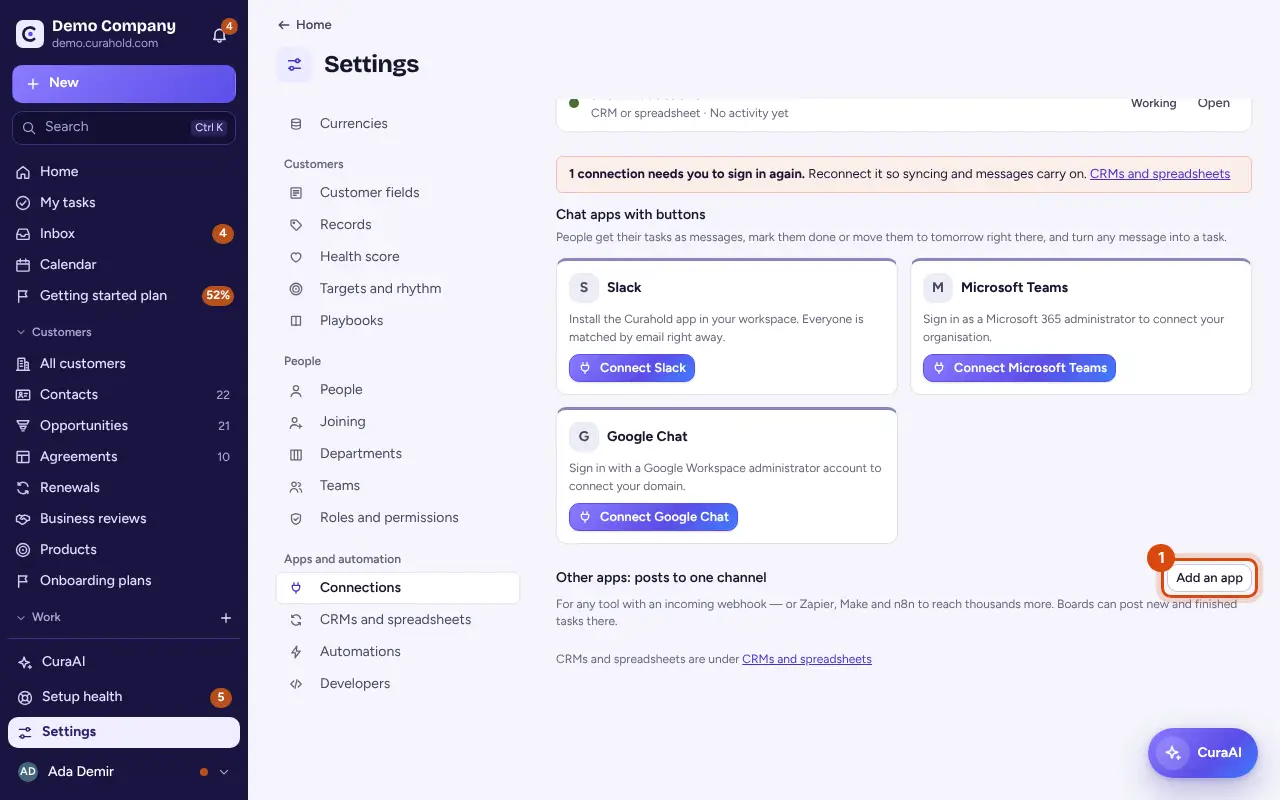 Demo Company
demo.curahold.com
4
New
Search
Ctrl K
Home
My tasks
Inbox
4
Calendar
Getting started plan
52%
Customers
All customers
Contacts
22
Opportunities
21
Agreements
10
Renewals
Business reviews
Products
Onboarding plans
Work
CuraAI
Setup health
5
Settings
AD
Ada Demir
Home
Settings
Currencies
Customers
Customer fields
Records
Health score
Targets and rhythm
Playbooks
People
People
Joining
Departments
Teams
Roles and permissions
Apps and automation
Connections
CRMs and spreadsheets
Automations
Developers
CRM or spreadsheet · No activity yet
Working
Open
1 connection needs you to sign in again. Reconnect it so syncing and messages carry on. CRMs and spreadsheets
Chat apps with buttons
People get their tasks as messages, mark them done or move them to tomorrow right there, and turn any message into a task.
S
Slack
Install the Curahold app in your workspace. Everyone is
matched by email right away.
Connect Slack
M
Microsoft Teams
Sign in as a Microsoft 365 administrator to connect your
organisation.
Connect Microsoft Teams
G
Google Chat
Sign in with a Google Workspace administrator account to
connect your domain.
Connect Google Chat
Other apps: posts to one channel
1
Add an app
For any tool with an incoming webhook — or Zapier, Make and n8n to reach thousands more. Boards can post new and finished
tasks there.
CRMs and spreadsheets are under CRMs and spreadsheets
CuraAI